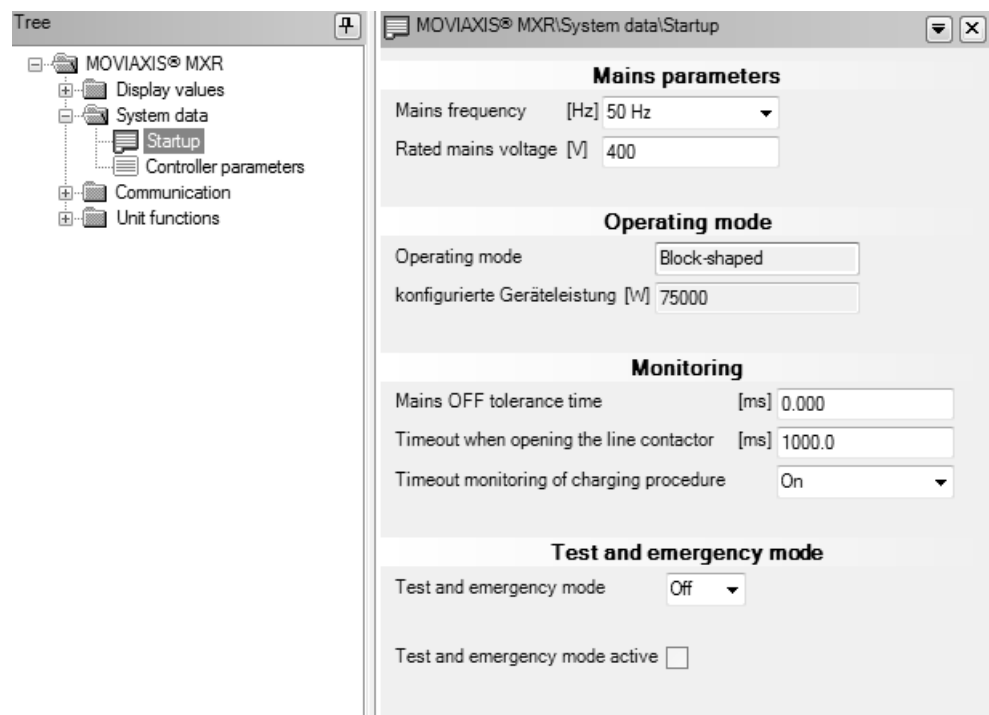 Tree
MOVIAXIS® MXR
Display values
System data
Startup
Controller parameters
Communication
Unit functions
MOVIAXIS® MXR\System data\Startup
Mains parameters
Mains frequency [Hz] 50 Hz
Rated mains voltage [V] 400
Operating mode
Operating mode Block-shaped
konfigurierte Geräteleistung [W] 75000
Monitoring
Mains OFF tolerance time [ms] 0.000
Timeout when opening the line contactor [ms] 1000.0
Timeout monitoring of charging procedure On
Test and emergency mode
Test and emergency mode Off
Test and emergency mode active